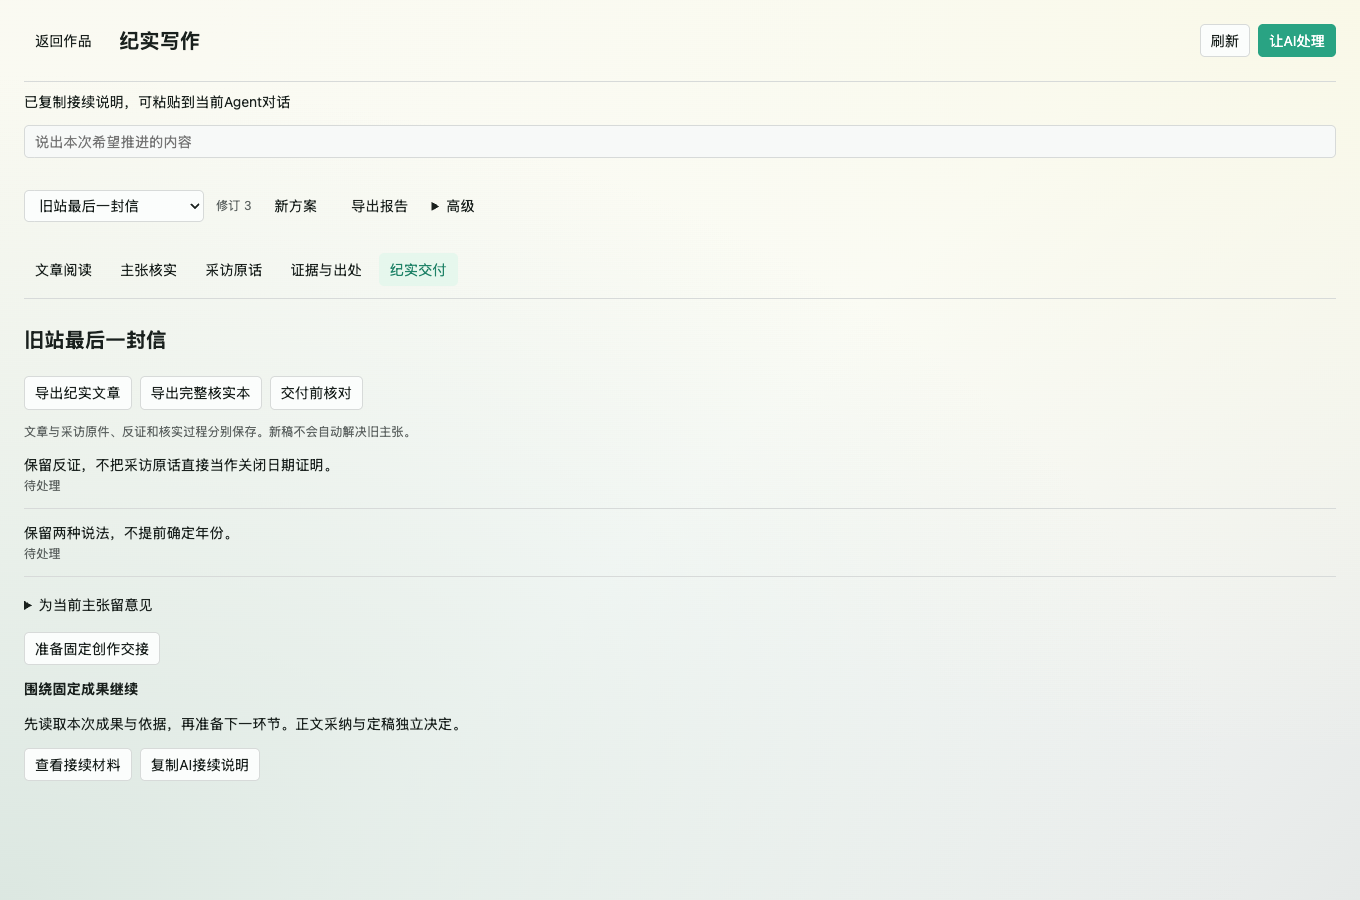 返回作品
纪实写作
刷新
让AI处理
已复制接续说明，可粘贴到当前Agent对话
说出本次希望推进的内容
旧站最后一封信
修订 3
新方案
导出报告
高级
文章阅读
主张核实
采访原话
证据与出处
纪实交付
旧站最后一封信
导出纪实文章
导出完整核实本
交付前核对
文章与采访原件、反证和核实过程分别保存。新稿不会自动解决旧主张。
保留反证，不把采访原话直接当作关闭日期证明。
待处理
保留两种说法，不提前确定年份。
待处理
为当前主张留意见
准备固定创作交接
围绕固定成果继续
先读取本次成果与依据，再准备下一环节。正文采纳与定稿独立决定。
查看接续材料
复制AI接续说明